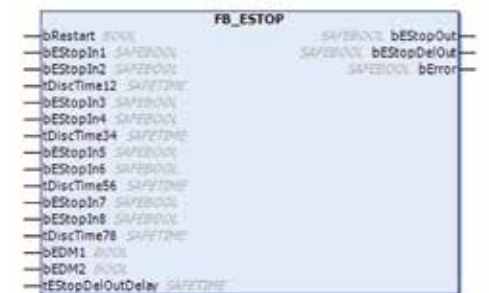 FB_ESTOP
bRestart BOOL SAFEBOOL bEStopOut
bEStopIn1 SAFEBOOL SAFEBOOL bEStopDelOut
bEStopIn2 SAFEBOOL SAFEBOOL bError
tDiscTime12 SAFETIME
bEStopIn3 SAFEBOOL
bEStopIn4 SAFEBOOL
tDiscTime34 SAFETIME
bEStopIn5 SAFEBOOL
bEStopIn6 SAFEBOOL
tDiscTime56 SAFETIME
bEStopIn7 SAFEBOOL
bEStopIn8 SAFEBOOL
tDiscTime78 SAFETIME
bEDM1 BOOL
bEDM2 BOOL
tEStopDelOutDelay SAFETIME